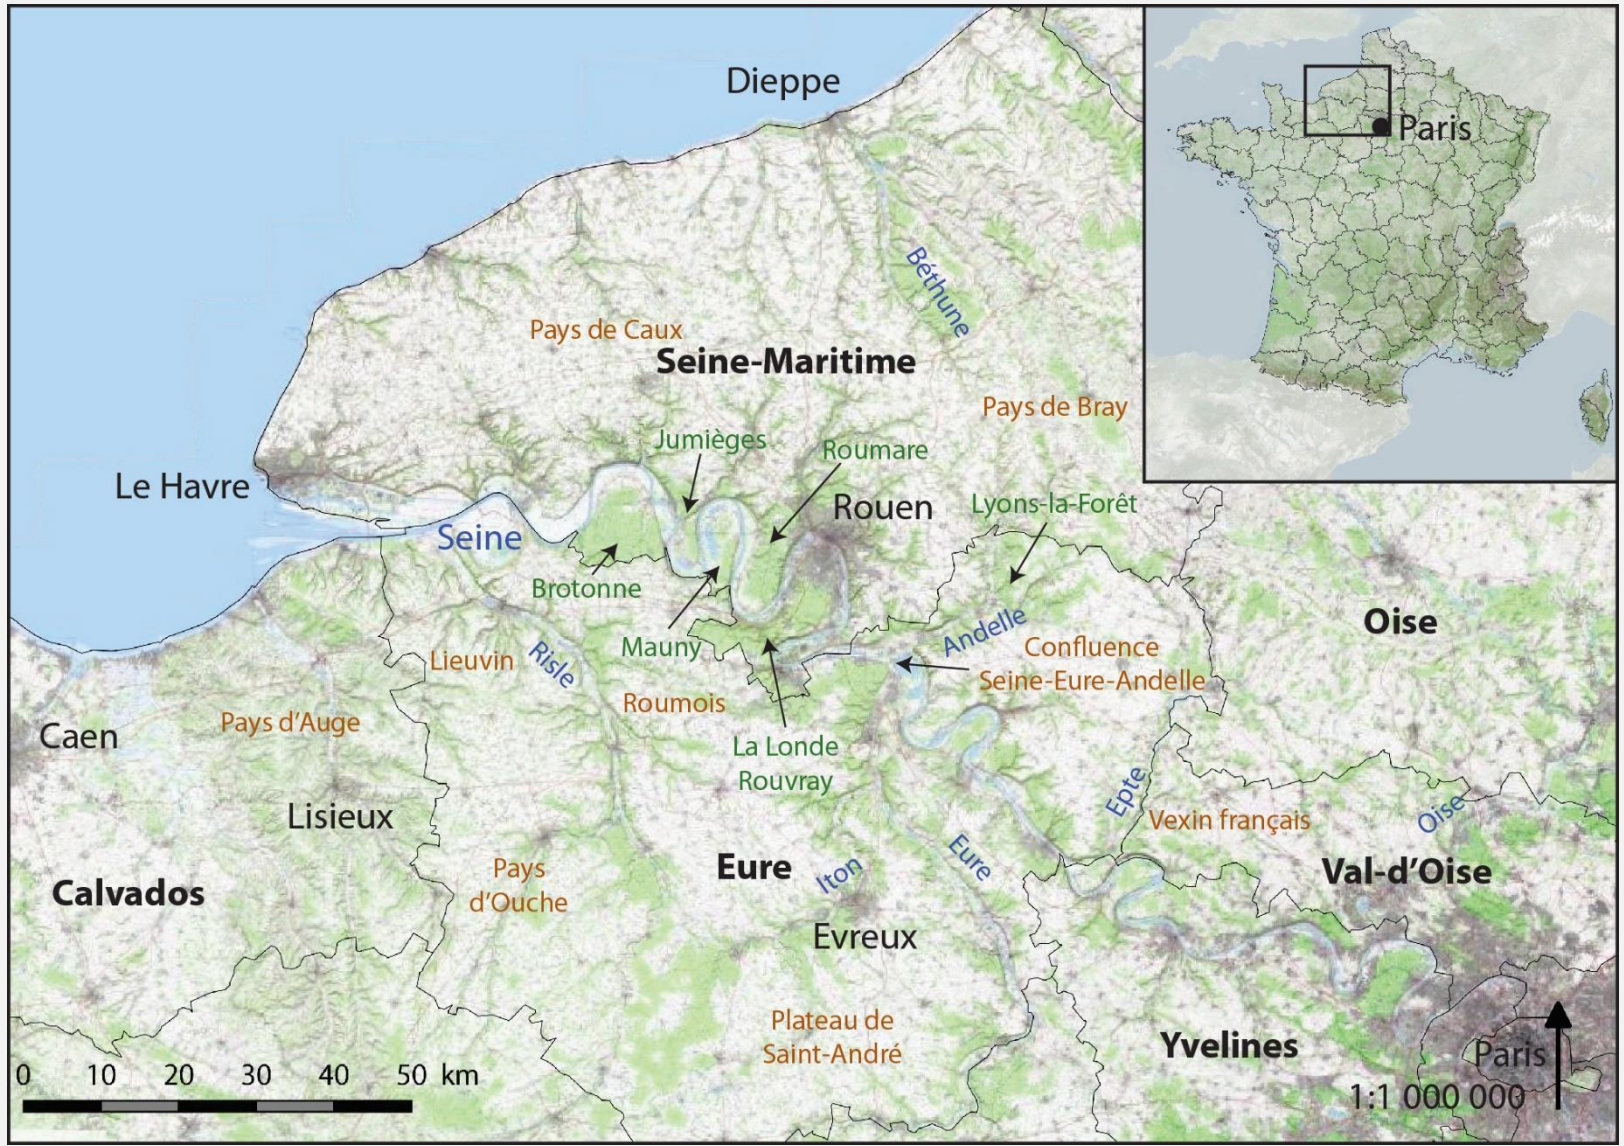 Dieppe
Paris
Béthune
Pays de Caux
Seine-Maritime
Pays de Bray
Jumièges
Roumare
Le Havre
Rouen
Lyons-la-Forêt
Seine
Brotonne
Andelle
Oise
Mauny
Lieuvin
Risle
Confluence
Seine-Eure-Andelle
Roumois
Pays d'Auge
Caen
La Londe
Rouvray
Epte
Vexin français
Oise
Lisieux
Eure
Iton
Eure
Val-d'Oise
Pays
d'Ouche
Calvados
Evreux
Plateau de
Saint-André
Yvelines
Paris
0 10 20 30 40 50 km
1:1 000 000